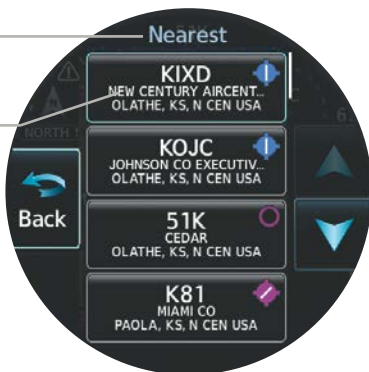 Nearest
KIXD
NEW CENTURY AIRCENT...
OLATHE, KS, N CEN USA
NORTH
KOJC
JOHNSON CO EXECUTIV...
OLATHE, KS, N CEN USA
Back
51K
CEDAR
OLATHE, KS, N CEN USA
K81
MIAMI CO
PAOLA, KS, N CEN USA